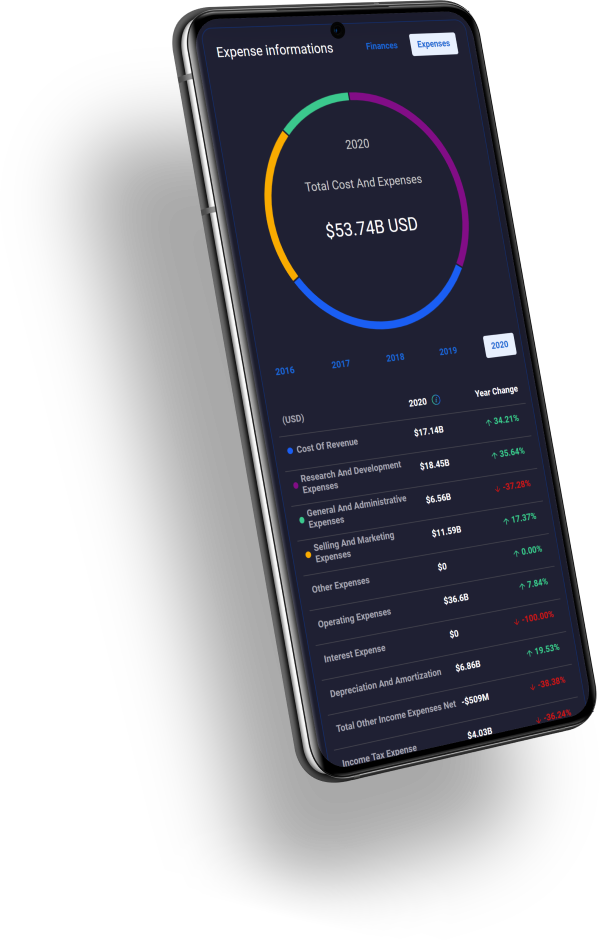 Expense informations
Finances
Expenses
2020
Total Cost And Expenses
$53.74B USD
2016 2017 2018 2019 2020
(USD) 2020 Year Change
Cost Of Revenue $17.14B ↑ 34.21%
Research And Development
Expenses $18.45B ↑ 35.64%
General And Administrative
Expenses $6.56B ↓ -37.28%
Selling And Marketing
Expenses $11.59B ↑ 17.37%
Other Expenses $0 ↑ 0.00%
Operating Expenses $36.6B ↑ 7.84%
Interest Expense $0 ↓ -100.00%
Depreciation And Amortization $6.86B ↑ 19.53%
Total Other Income Expenses Net -$509M ↓ -38.38%
Income Tax Expense $4.03B ↓ -36.24%